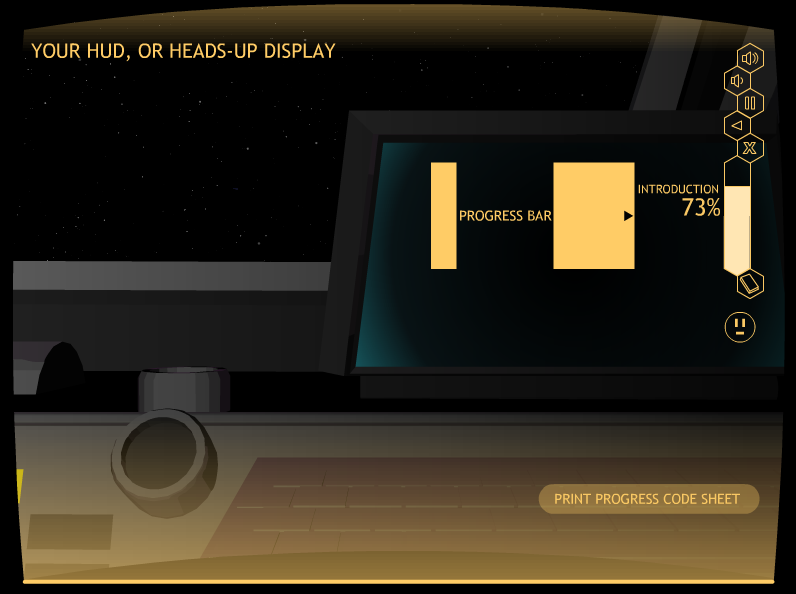 YOUR HUD, OR HEADS-UP DISPLAY
PROGRESS BAR
INTRODUCTION
73%
X
PRINT PROGRESS CODE SHEET